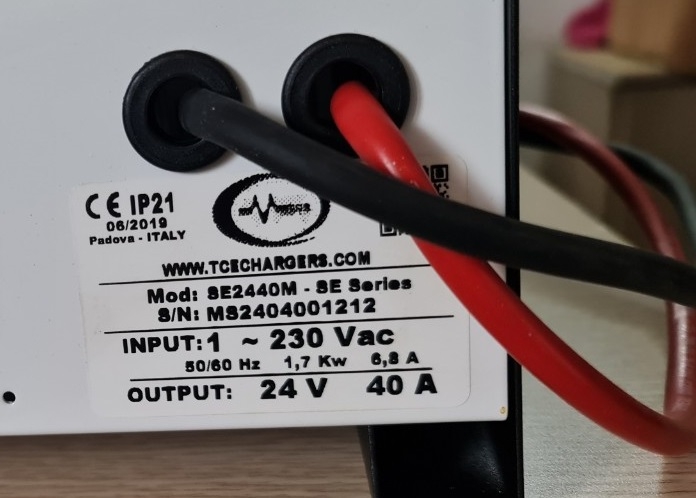 CE IP21
06/2019
Padova - ITALY
WWW.TCECHARGERS.COM
Mod: SE2440M - SE Series
S/N: MS2404001212
INPUT: 1 ~ 230 Vac
50/60 Hz 1,7 Kw 6,8 A
OUTPUT: 24 V 40 A